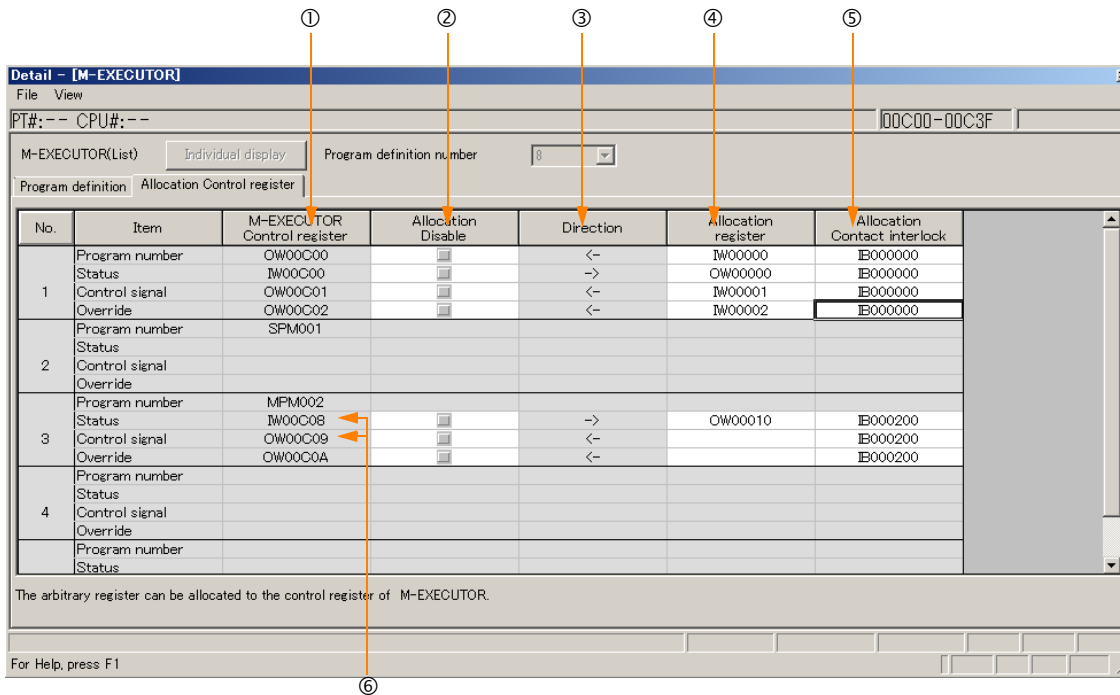 ① ② ③ ④ ⑤
Detail - [M-EXECUTOR]
File View
PT#:-- CPU#:-- 00C00-00C3F
M-EXECUTOR(List) Individual display Program definition number 8
Program definition Allocation Control register
No. Item M-EXECUTOR Control register Allocation Disable Direction Allocation register Allocation Contact interlock
1
Program number OW00C00 <- IW00000 IB000000
Status IW00C00 -> OW00000 IB000000
Control signal OW00C01 <- IW00001 IB000000
Override OW00C02 <- IW00002 IB000000
2
Program number SPM001
Status
Control signal
Override
3
Program number MPM002
Status IW00C08 -> OW00010 IB000200
Control signal OW00C09 <- IB000200
Override OW00C0A <- IB000200
4
Program number
Status
Control signal
Override
Program number
Status
The arbitrary register can be allocated to the control register of M-EXECUTOR.
For Help, press F1
⑥